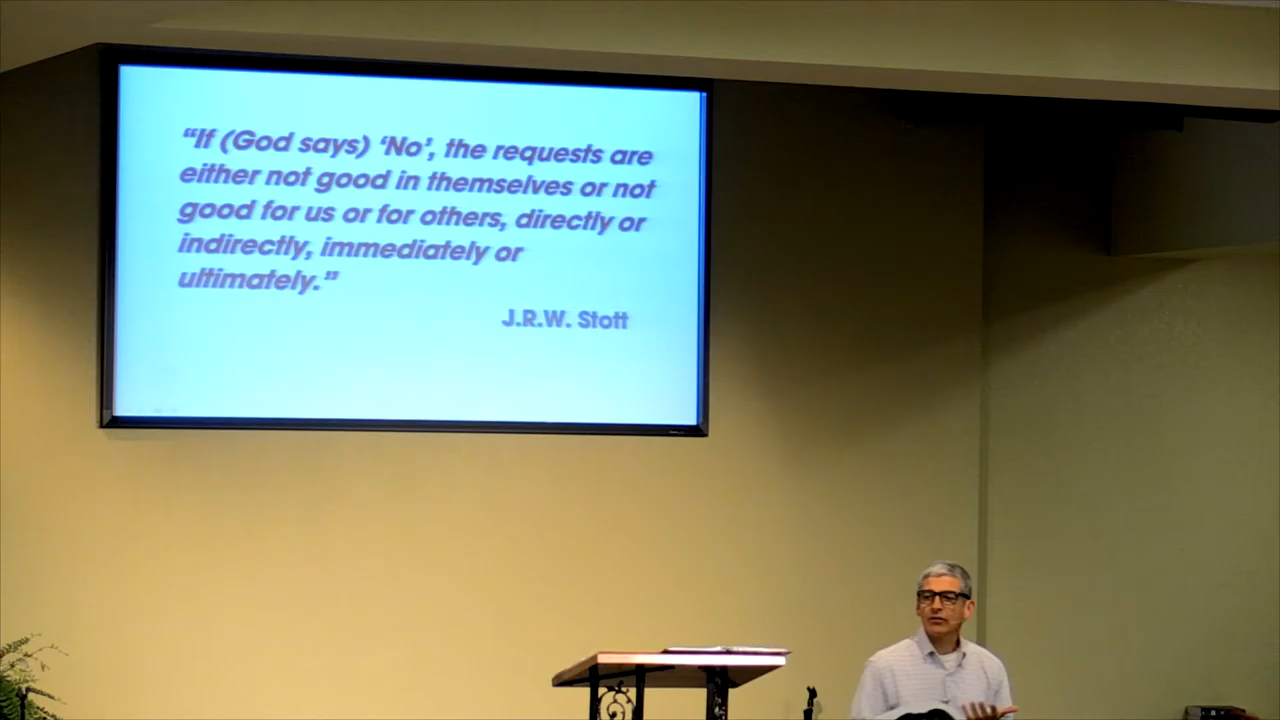 “If (God says) ‘No’, the requests are
either not good in themselves or not
good for us or for others, directly or
indirectly, immediately or
ultimately.”
J.R.W. Stott